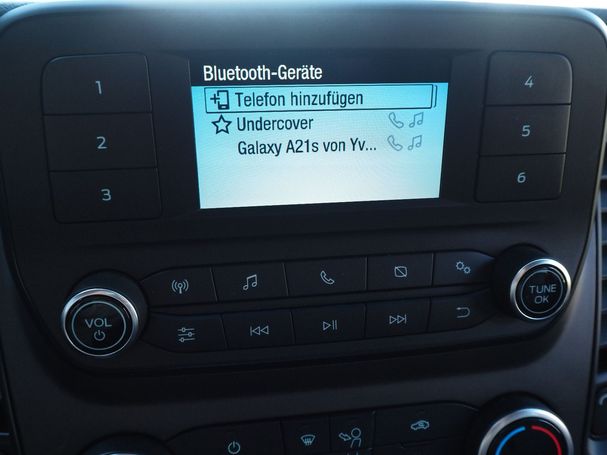 Bluetooth-Geräte
Telefon hinzufügen
Undercover
Galaxy A21s von Yv...
1
2
3
4
5
6
VOL
TUNE
OK